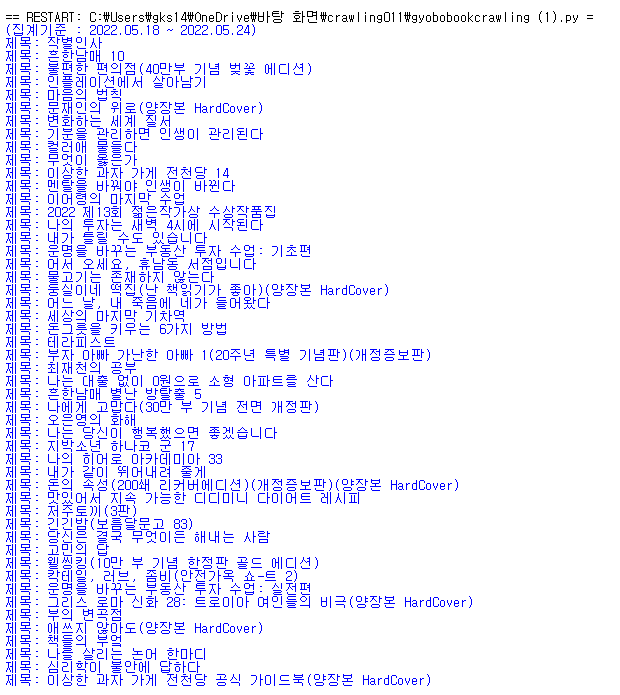 == RESTART: C:\Users\gks14\OneDrive\바탕 화면\crawling011\gyobobookcrawling (1).py =
(집계기준 : 2022.05.18 ~ 2022.05.24)
제목: 작별인사
제목: 흔한남매 10
제목: 불편한 편의점(40만부 기념 벚꽃 에디션)
제목: 인플레이션에서 살아남기
제목: 마음의 법칙
제목: 문재인의 위로(양장본 HardCover)
제목: 변화하는 세계 질서
제목: 기분을 관리하면 인생이 관리된다
제목: 컬러애 물들다
제목: 무엇이 옳은가
제목: 이상한 과자 가게 전천당 14
제목: 멘탈을 바꿔야 인생이 바뀐다
제목: 이어령의 마지막 수업
제목: 2022 제13회 젊은작가상 수상작품집
제목: 나의 투자는 새벽 4시에 시작된다
제목: 내가 틀릴 수도 있습니다
제목: 운명을 바꾸는 부동산 투자 수업: 기초편
제목: 어서 오세요, 휴남동 서점입니다
제목: 물고기는 존재하지 않는다
제목: 둥실이네 떡집(난 책읽기가 좋아)(양장본 HardCover)
제목: 어느 날, 내 죽음에 네가 들어왔다
제목: 세상의 마지막 기차역
제목: 돈그릇을 키우는 6가지 방법
제목: 테라피스트
제목: 부자 아빠 가난한 아빠 1(20주년 특별 기념판)(개정증보판)
제목: 최재천의 공부
제목: 나는 대출 없이 0원으로 소형 아파트를 산다
제목: 흔한남매 별난 방탈출 5
제목: 나에게 고맙다(30만 부 기념 전면 개정판)
제목: 오은영의 화해
제목: 나는 당신이 행복했으면 좋겠습니다
제목: 지박소년 하나코 군 17
제목: 나의 히어로 아카데미아 33
제목: 내가 같이 뛰어내려 줄게
제목: 돈의 속성(200쇄 리커버에디션)(개정증보판)(양장본 HardCover)
제목: 맛있어서 지속 가능한 디디미니 다이어트 레시피
제목: 저주토끼(3판)
제목: 긴긴밤(보름달문고 83)
제목: 당신은 결국 무엇이든 해내는 사람
제목: 고민의 답
제목: 웰씽킹(10만 부 기념 한정판 골드 에디션)
제목: 칵테일, 러브, 좀비(안전가옥 쇼-트 2)
제목: 운명을 바꾸는 부동산 투자 수업: 실전편
제목: 그리스 로마 신화 28: 트로이아 여인들의 비극(양장본 HardCover)
제목: 부의 변곡점
제목: 애쓰지 않아도(양장본 HardCover)
제목: 책들의 부엌
제목: 나를 살리는 논어 한마디
제목: 심리학이 불안에 답하다
제목: 이상한 과자 가게 전천당 공식 가이드북(양장본 HardCover)